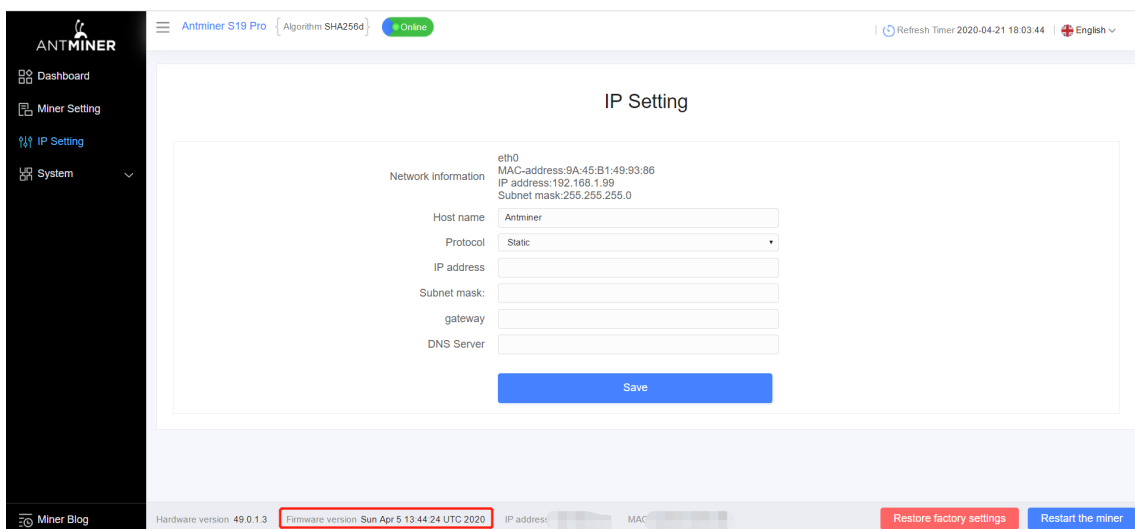 ANTMINER
Antminer S19 Pro { Algorithm SHA256d } Online
Refresh Timer 2020-04-21 18:03:44 English
Dashboard
Miner Setting
IP Setting
System
IP Setting
Network information
eth0
MAC-address:9A:45:B1:49:93:86
IP address:192.168.1.99
Subnet mask:255.255.255.0
Host name Antminer
Protocol Static
IP address
Subnet mask:
gateway
DNS Server
Save
Miner Blog
Hardware version 49.0.1.3 Firmware version Sun Apr 5 13:44:24 UTC 2020 IP address MAC
Restore factory settings Restart the miner